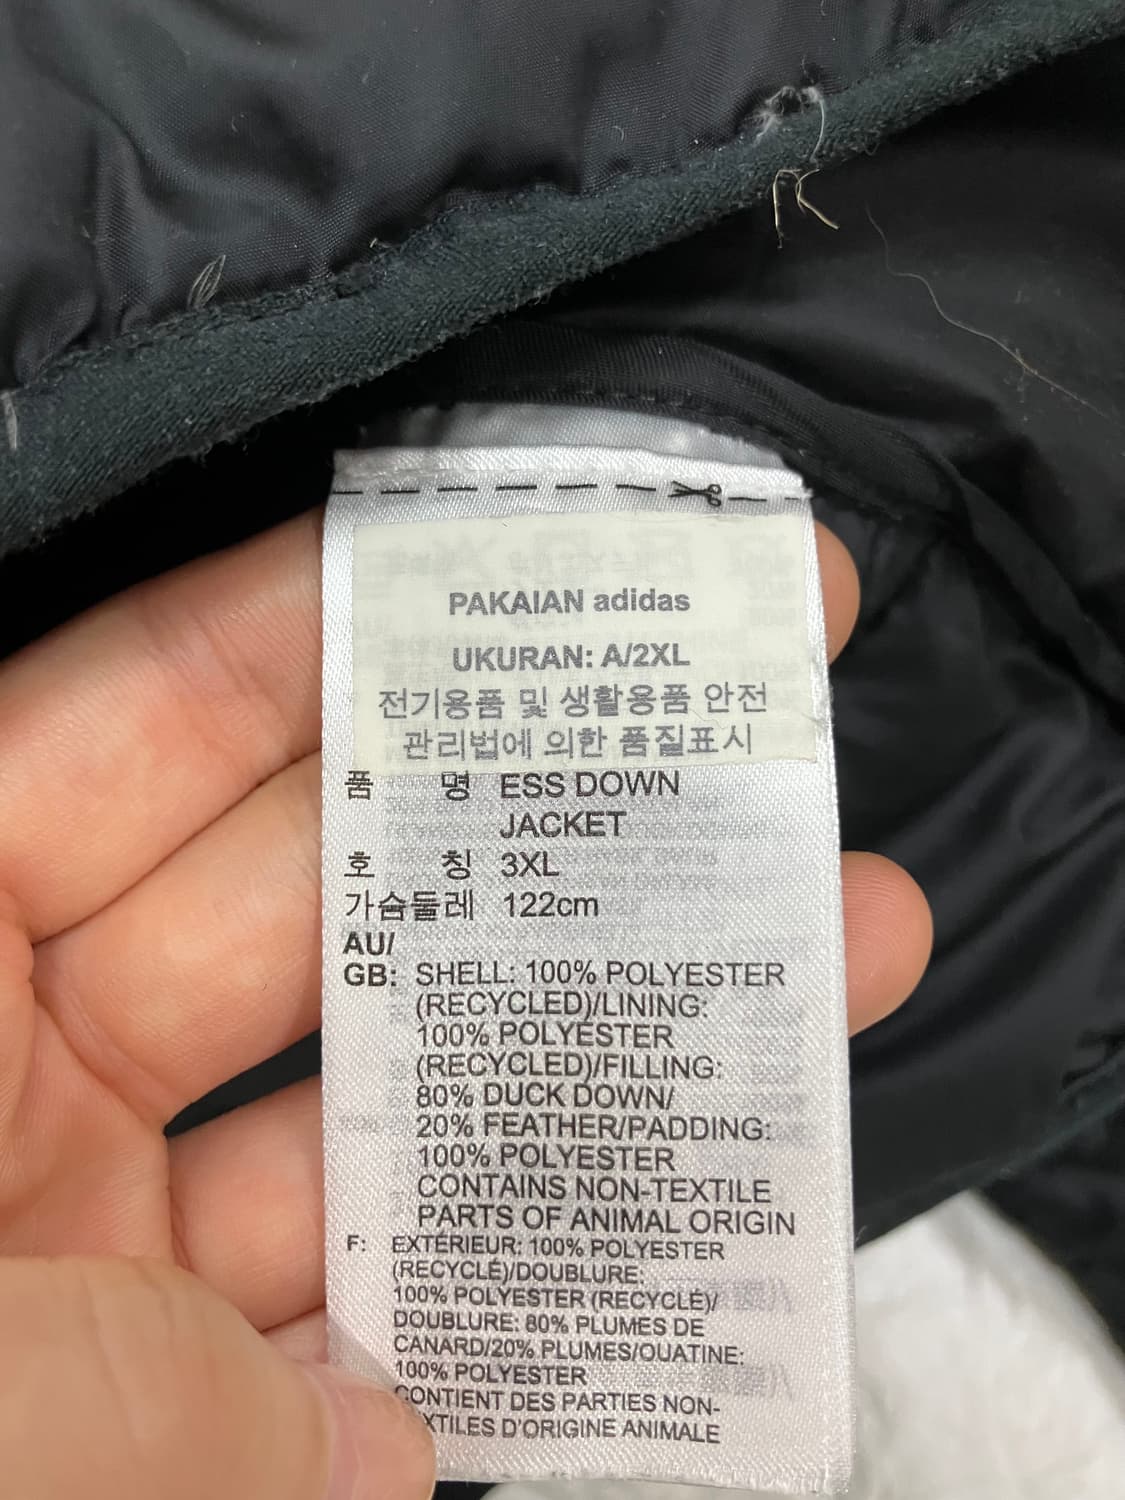 PAKAIAN adidas
UKURAN: A/2XL
전기용품 및 생활용품 안전
관리법에 의한 품질표시
품 명 ESS DOWN
JACKET
호 칭 3XL
가슴둘레 122cm
AU/
GB: SHELL: 100% POLYESTER
(RECYCLED)/LINING:
100% POLYESTER
(RECYCLED)/FILLING:
80% DUCK DOWN/
20% FEATHER/PADDING:
100% POLYESTER
CONTAINS NON-TEXTILE
PARTS OF ANIMAL ORIGIN
F: EXTÉRIEUR: 100% POLYESTER
(RECYCLÉ)/DOUBLURE:
100% POLYESTER (RECYCLÉ)/
DOUBLURE: 80% PLUMES DE
CANARD/20% PLUMES/OUATINE:
100% POLYESTER
CONTIENT DES PARTIES NON-
XTILES D'ORIGINE ANIMALE